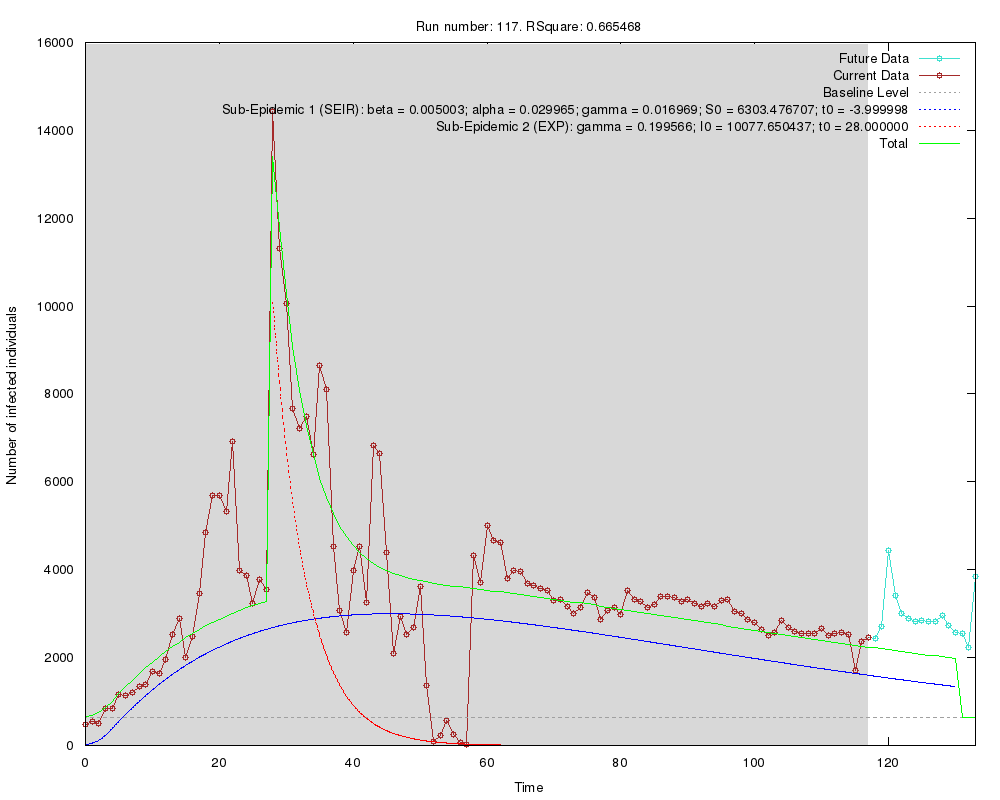 Run number: 117. RSquare: 0.665468
Future Data
Current Data
Baseline Level
Sub-Epidemic 1 (SEIR): beta = 0.005003; alpha = 0.029965; gamma = 0.016969; S0 = 6303.476707; t0 = -3.999998
Sub-Epidemic 2 (EXP): gamma = 0.199566; I0 = 10077.650437; t0 = 28.000000
Total
Number of infected individuals
16000
14000
12000
10000
8000
6000
4000
2000
0
0 20 40 60 80 100 120
Time